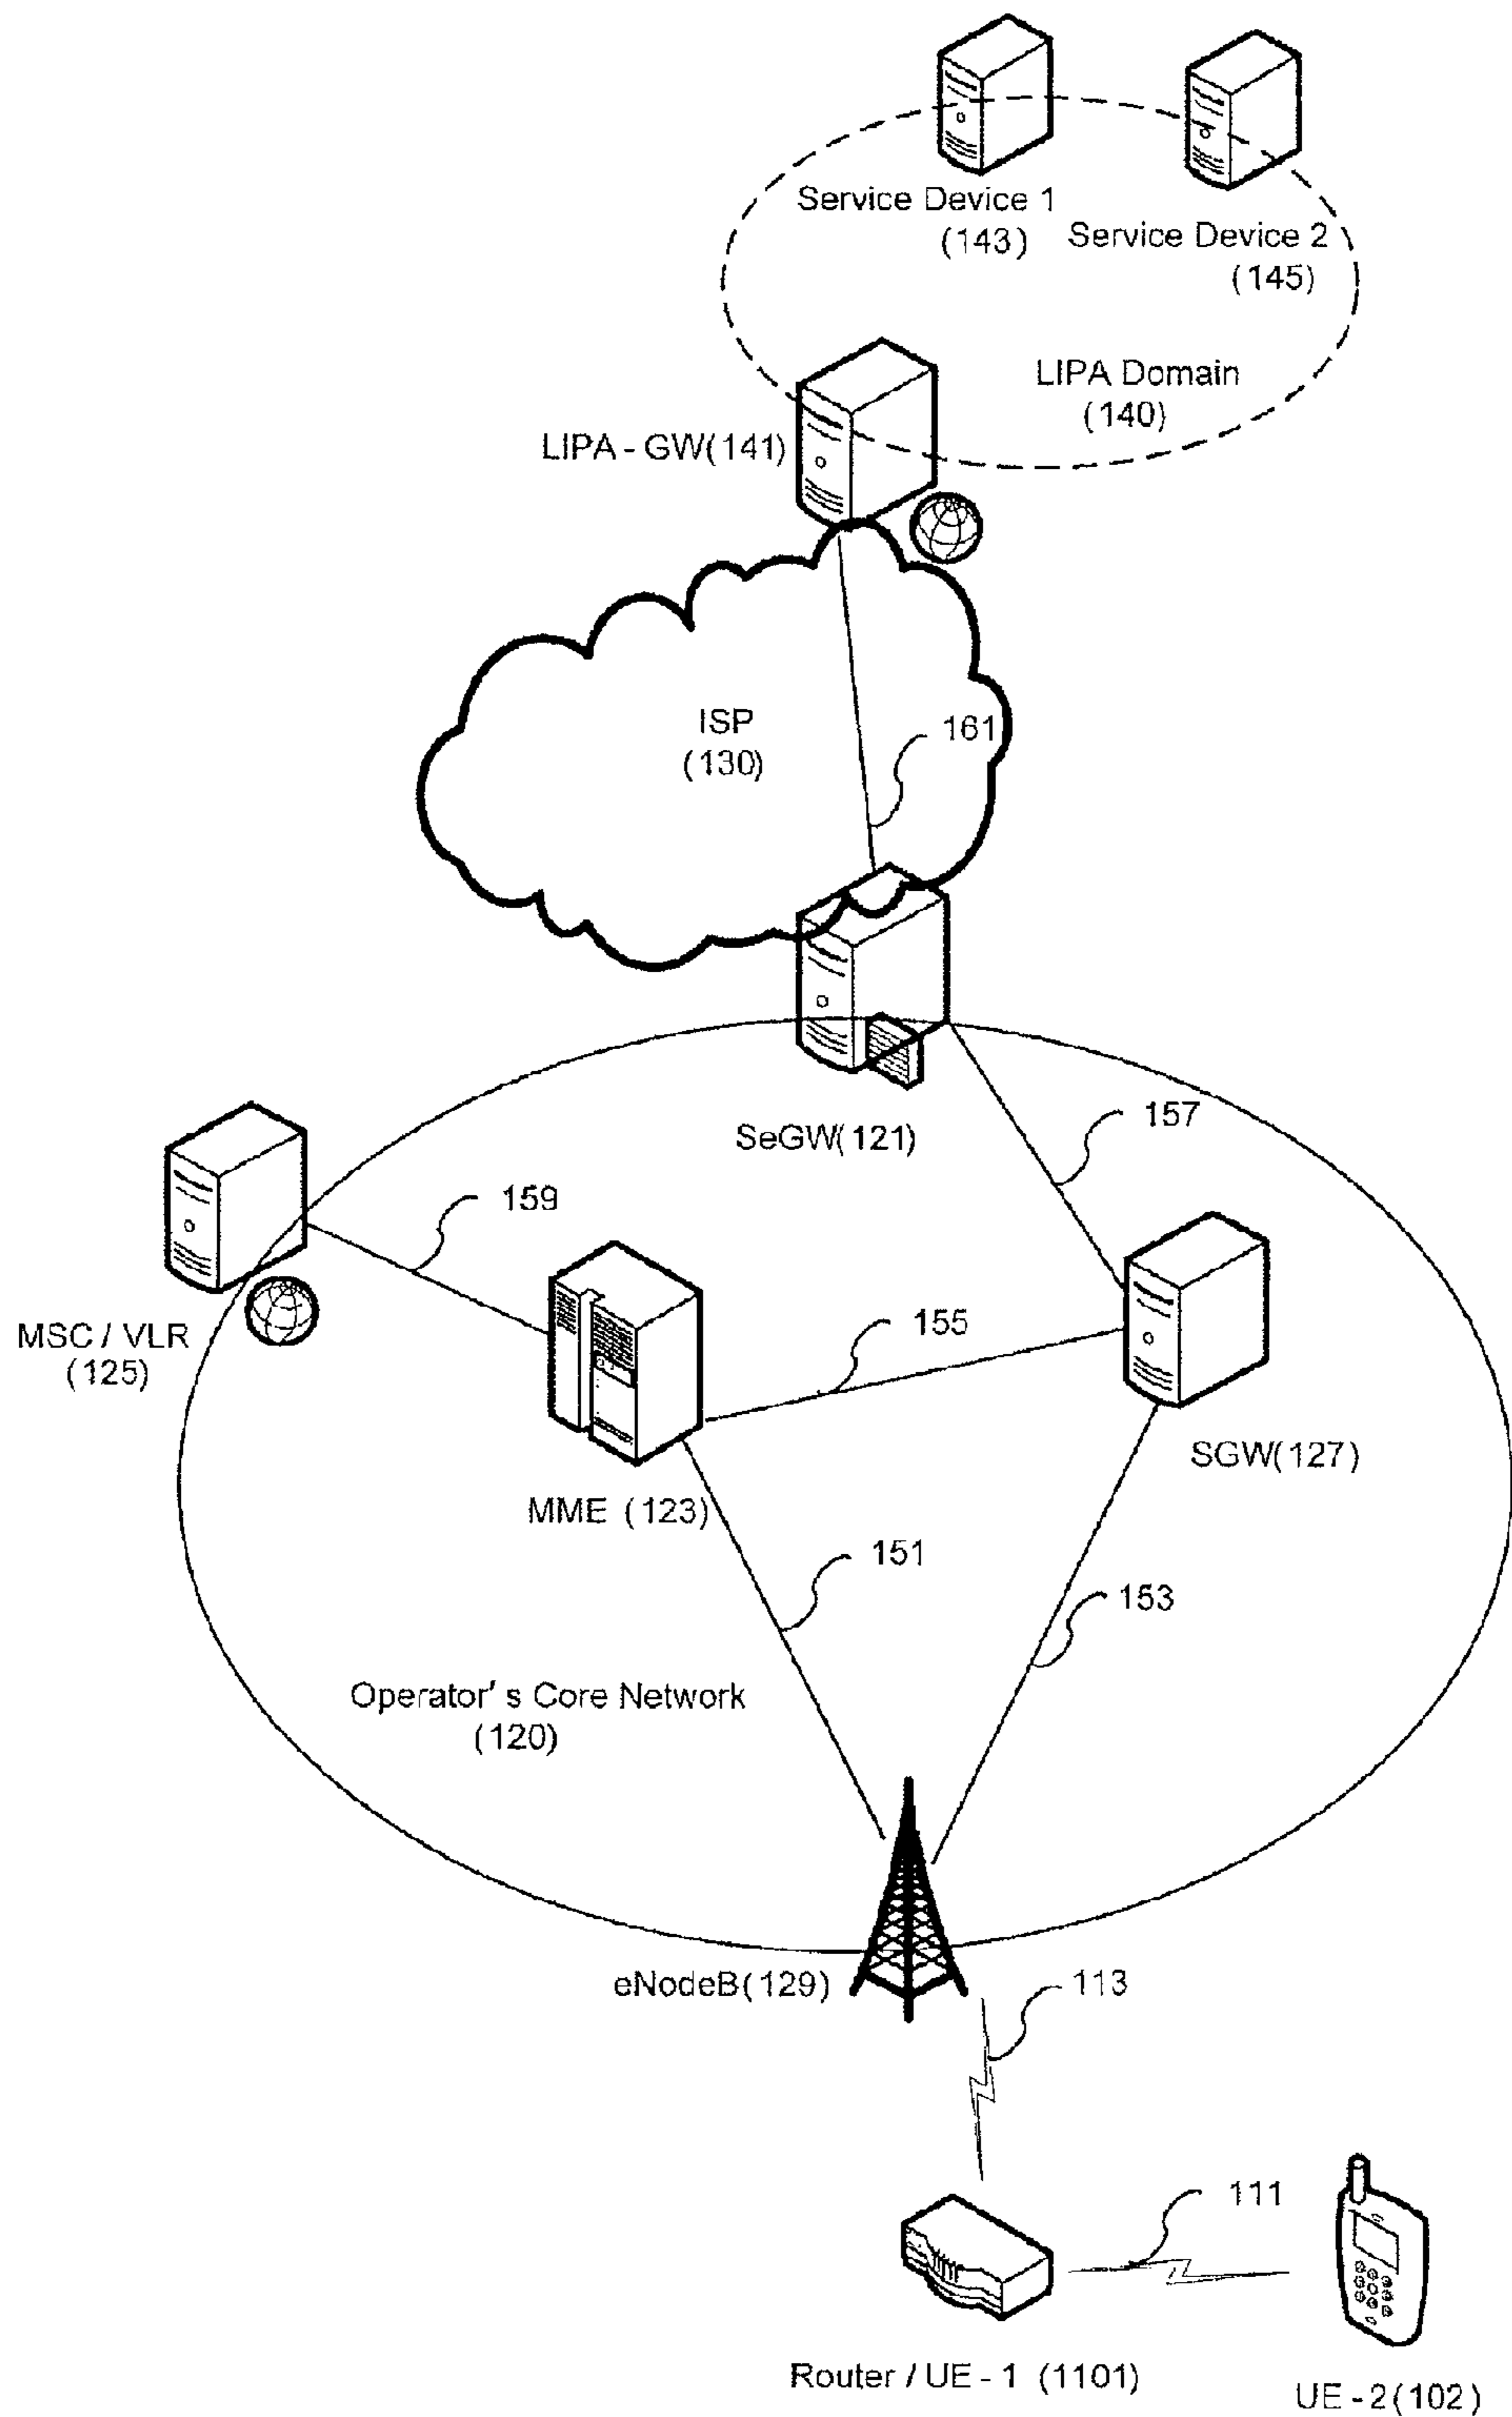 Service Device 1
(143)
Service Device 2
(145)
LIPA Domain
(140)
LIPA - GW(141)
ISP
(130)
161
SeGW(121)
157
159
MSC / VLR
(125)
155
SGW(127)
MME (123)
151
153
Operator's Core Network
(120)
eNodeB(129)
113
111
Router / UE - 1 (1101)
UE - 2(102)